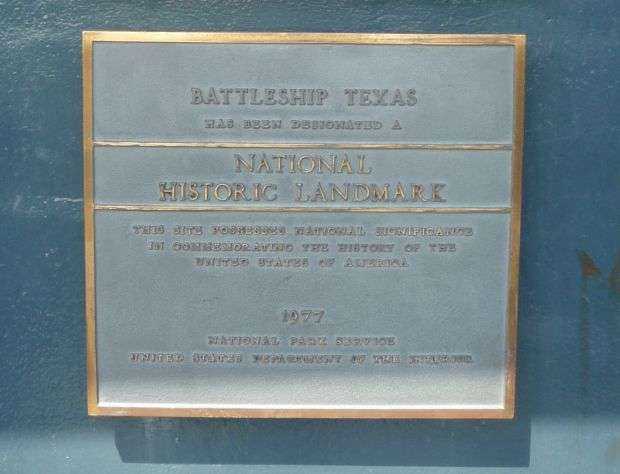 BATTLESHIP TEXAS
HAS BEEN DESIGNATED A
NATIONAL
HISTORIC LANDMARK
THIS SITE POSSESSES NATIONAL SIGNIFICANCE
IN COMMEMORATING THE HISTORY OF THE
UNITED STATES OF AMERICA
1977
NATIONAL PARK SERVICE
UNITED STATES DEPARTMENT OF THE INTERIOR